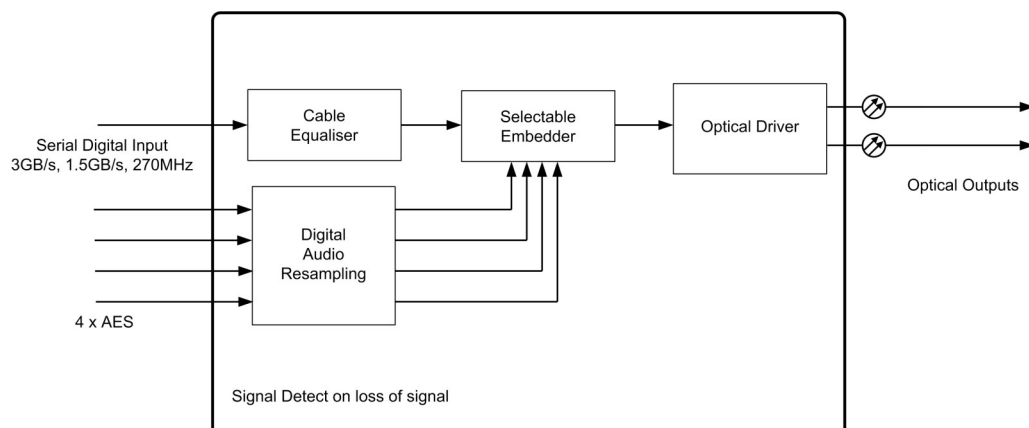 Serial Digital Input
3GB/s, 1.5GB/s, 270MHz
4 x AES
Cable
Equaliser
Digital
Audio
Resampling
Selectable
Embedder
Optical Driver
Optical Outputs
Signal Detect on loss of signal